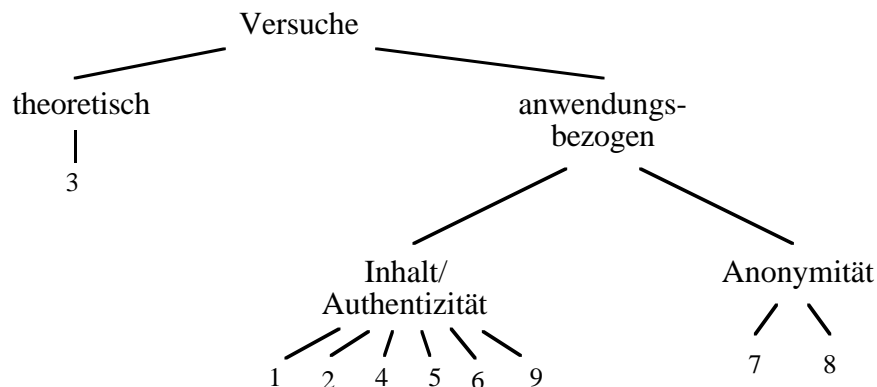 Versuche
theoretisch
anwendungs-
bezogen
3
Inhalt/
Authentizität
Anonymität
1 2 4 5 6 9
7 8